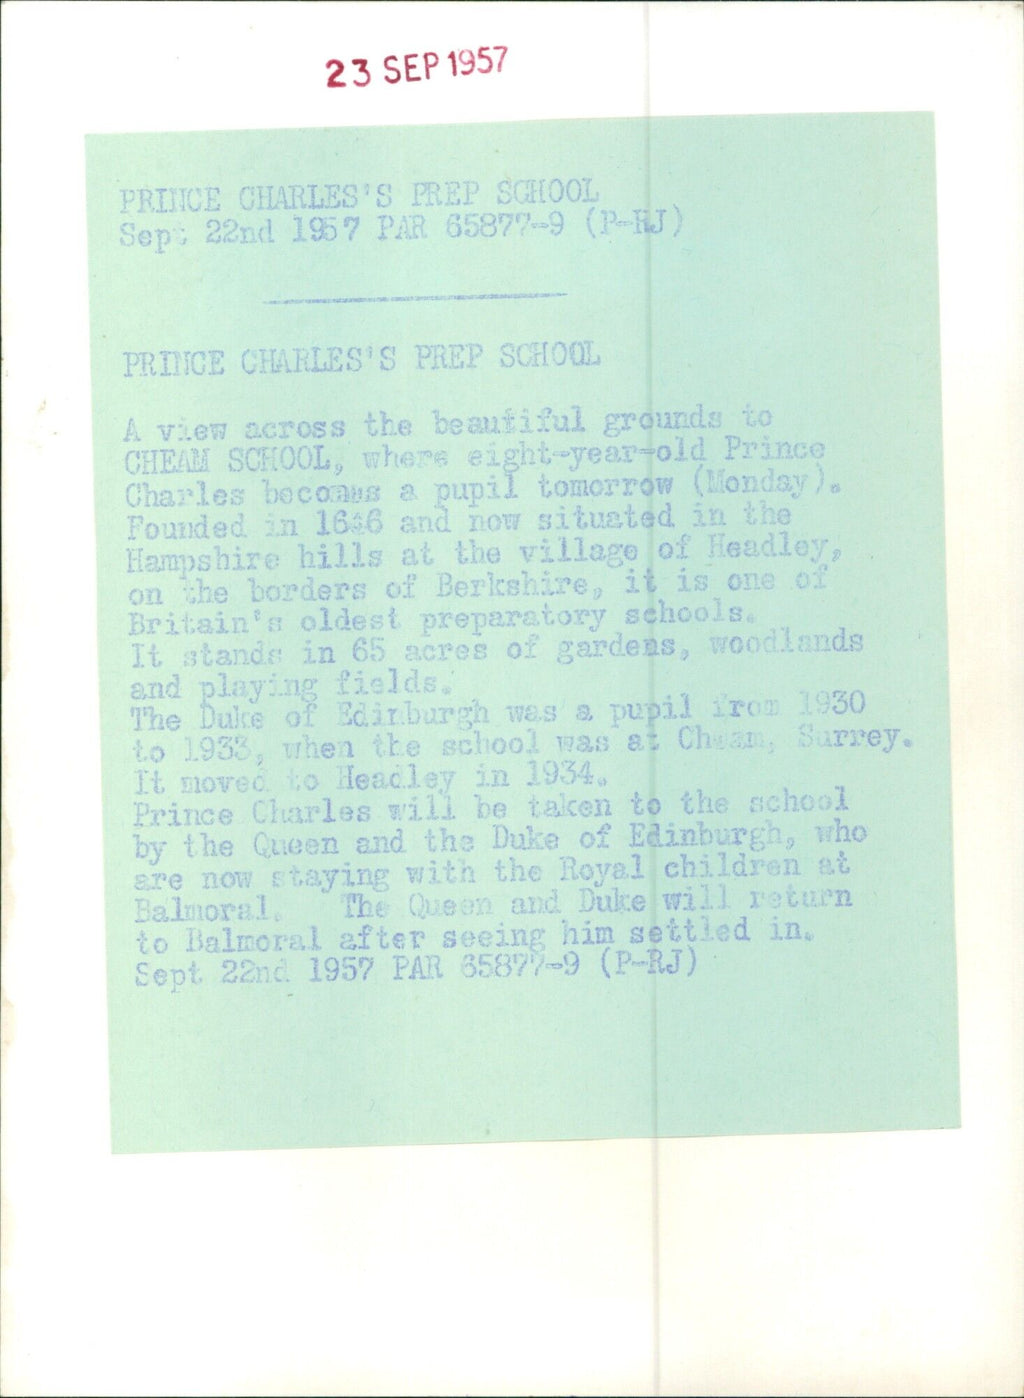 23 SEP 1957
PRINCE CHARLES'S PREP SCHOOL
Sept 22nd 1957 PAR 65877-9 (P-RJ)
PRINCE CHARLES'S PREP SCHOOL
A view across the beautiful grounds to
CHEAM SCHOOL, where eight-year-old Prince
Charles becomes a pupil tomorrow (Monday).
Founded in 1646 and now situated in the
Hampshire hills at the village of Headley,
on the borders of Berkshire, it is one of
Britain's oldest preparatory schools.
It stands in 65 acres of gardens, woodlands
and playing fields.
The Duke of Edinburgh was a pupil from 1930
to 1933, when the school was at Cheam, Surrey.
It moved to Headley in 1934.
Prince Charles will be taken to the school
by the Queen and the Duke of Edinburgh, who
are now staying with the Royal children at
Balmoral. The Queen and Duke will return
to Balmoral after seeing him settled in.
Sept 22nd 1957 PAR 65877-9 (P-RJ)